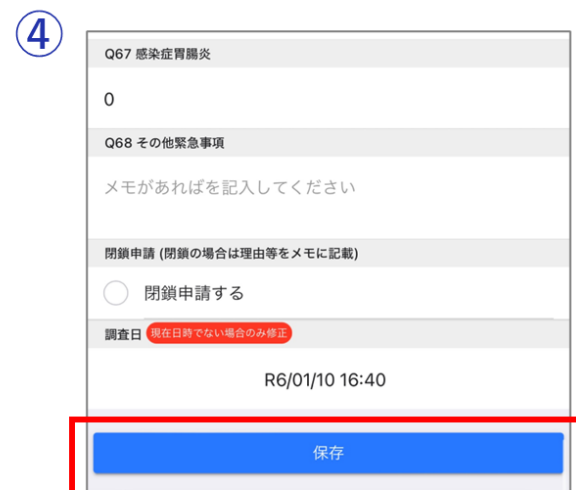 ④
Q67 感染症胃腸炎
0
Q68 その他緊急事項
メモがあればを記入してください
閉鎖申請 (閉鎖の場合は理由等をメモに記載)
閉鎖申請する
調査日 現在日時でない場合のみ修正
R6/01/10 16:40
保存